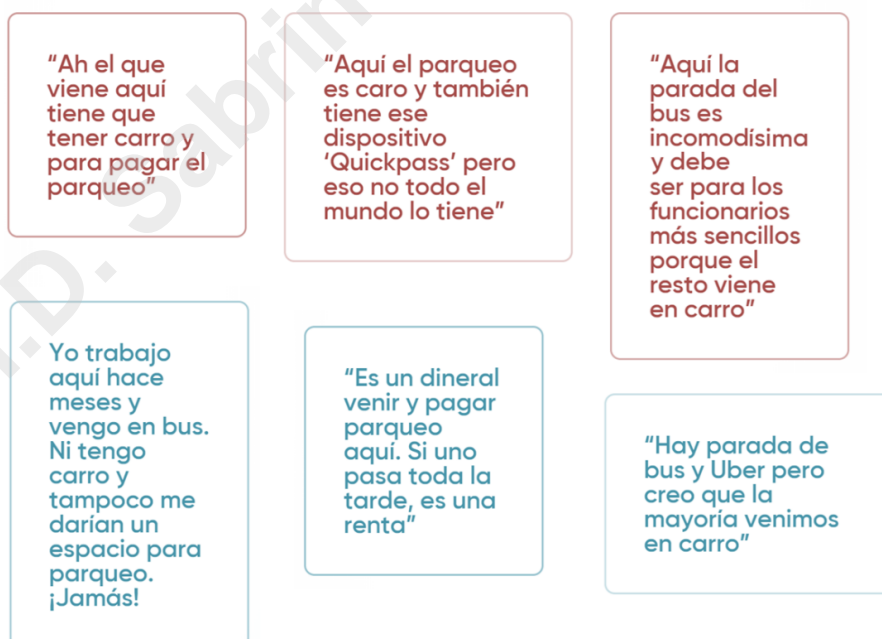 “Ah el que
viene aquí
tiene que
tener carro y
para pagar el
parqueo”
“Aquí el parqueo
es caro y también
tiene ese
dispositivo
‘Quickpass’ pero
eso no todo el
mundo lo tiene”
“Aquí la
parada del
bus es
incomodísima
y debe
ser para los
funcionarios
más sencillos
porque el
resto viene
en carro”
Yo trabajo
aquí hace
meses y
vengo en bus.
Ni tengo
carro y
tampoco me
darían un
espacio para
parqueo.
¡Jamás!
“Es un dineral
venir y pagar
parqueo
aquí. Si uno
pasa toda la
tarde, es una
renta”
“Hay parada de
bus y Uber pero
creo que la
mayoría venimos
en carro”